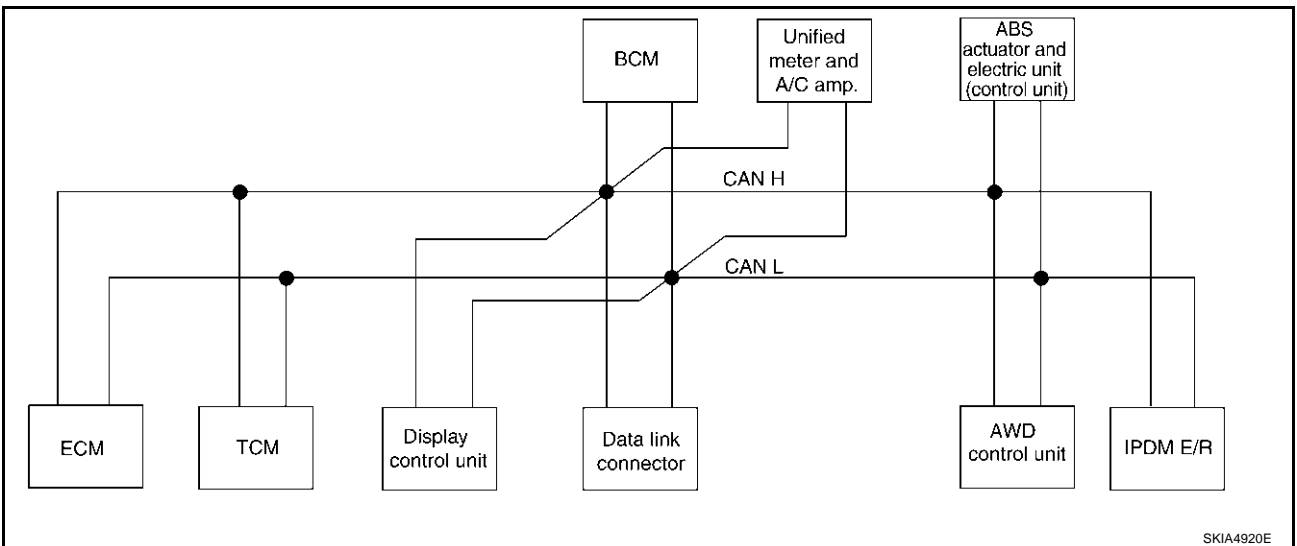 BCM
Unified
meter and
A/C amp.
ABS
actuator and
electric unit
(control unit)
CAN H
CAN L
ECM
TCM
Display
control unit
Data link
connector
AWD
control unit
IPDM E/R
SKIA4920E